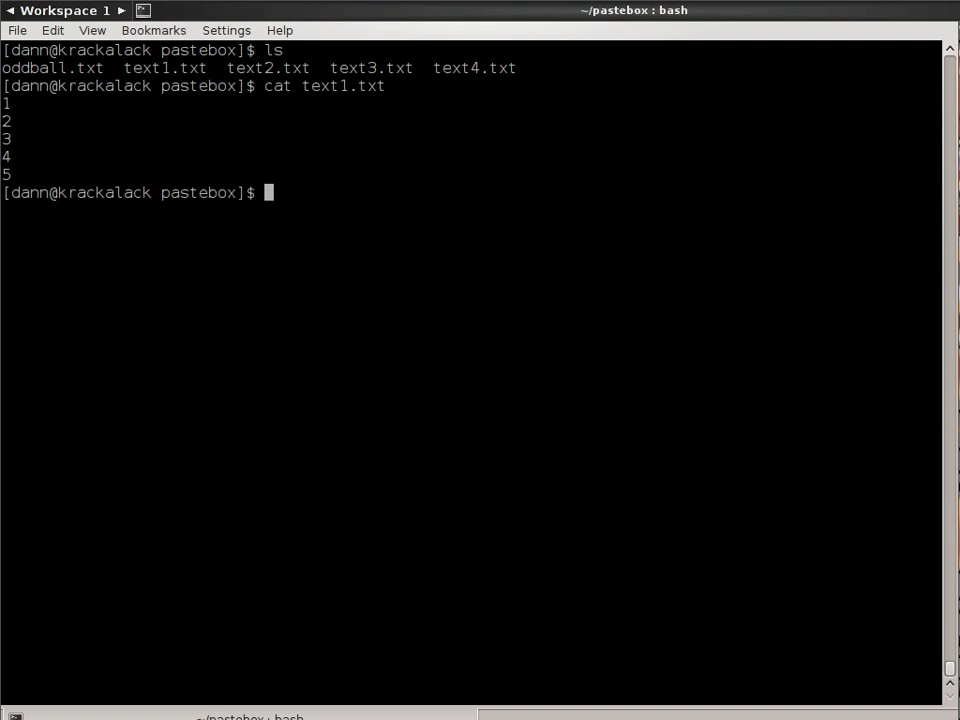 ◄ Workspace 1 ► ~/pastebox : bash
File Edit View Bookmarks Settings Help
[dann@krackalack pastebox]$ ls
oddball.txt text1.txt text2.txt text3.txt text4.txt
[dann@krackalack pastebox]$ cat text1.txt
1
2
3
4
5
[dann@krackalack pastebox]$
~/pastebox : bash